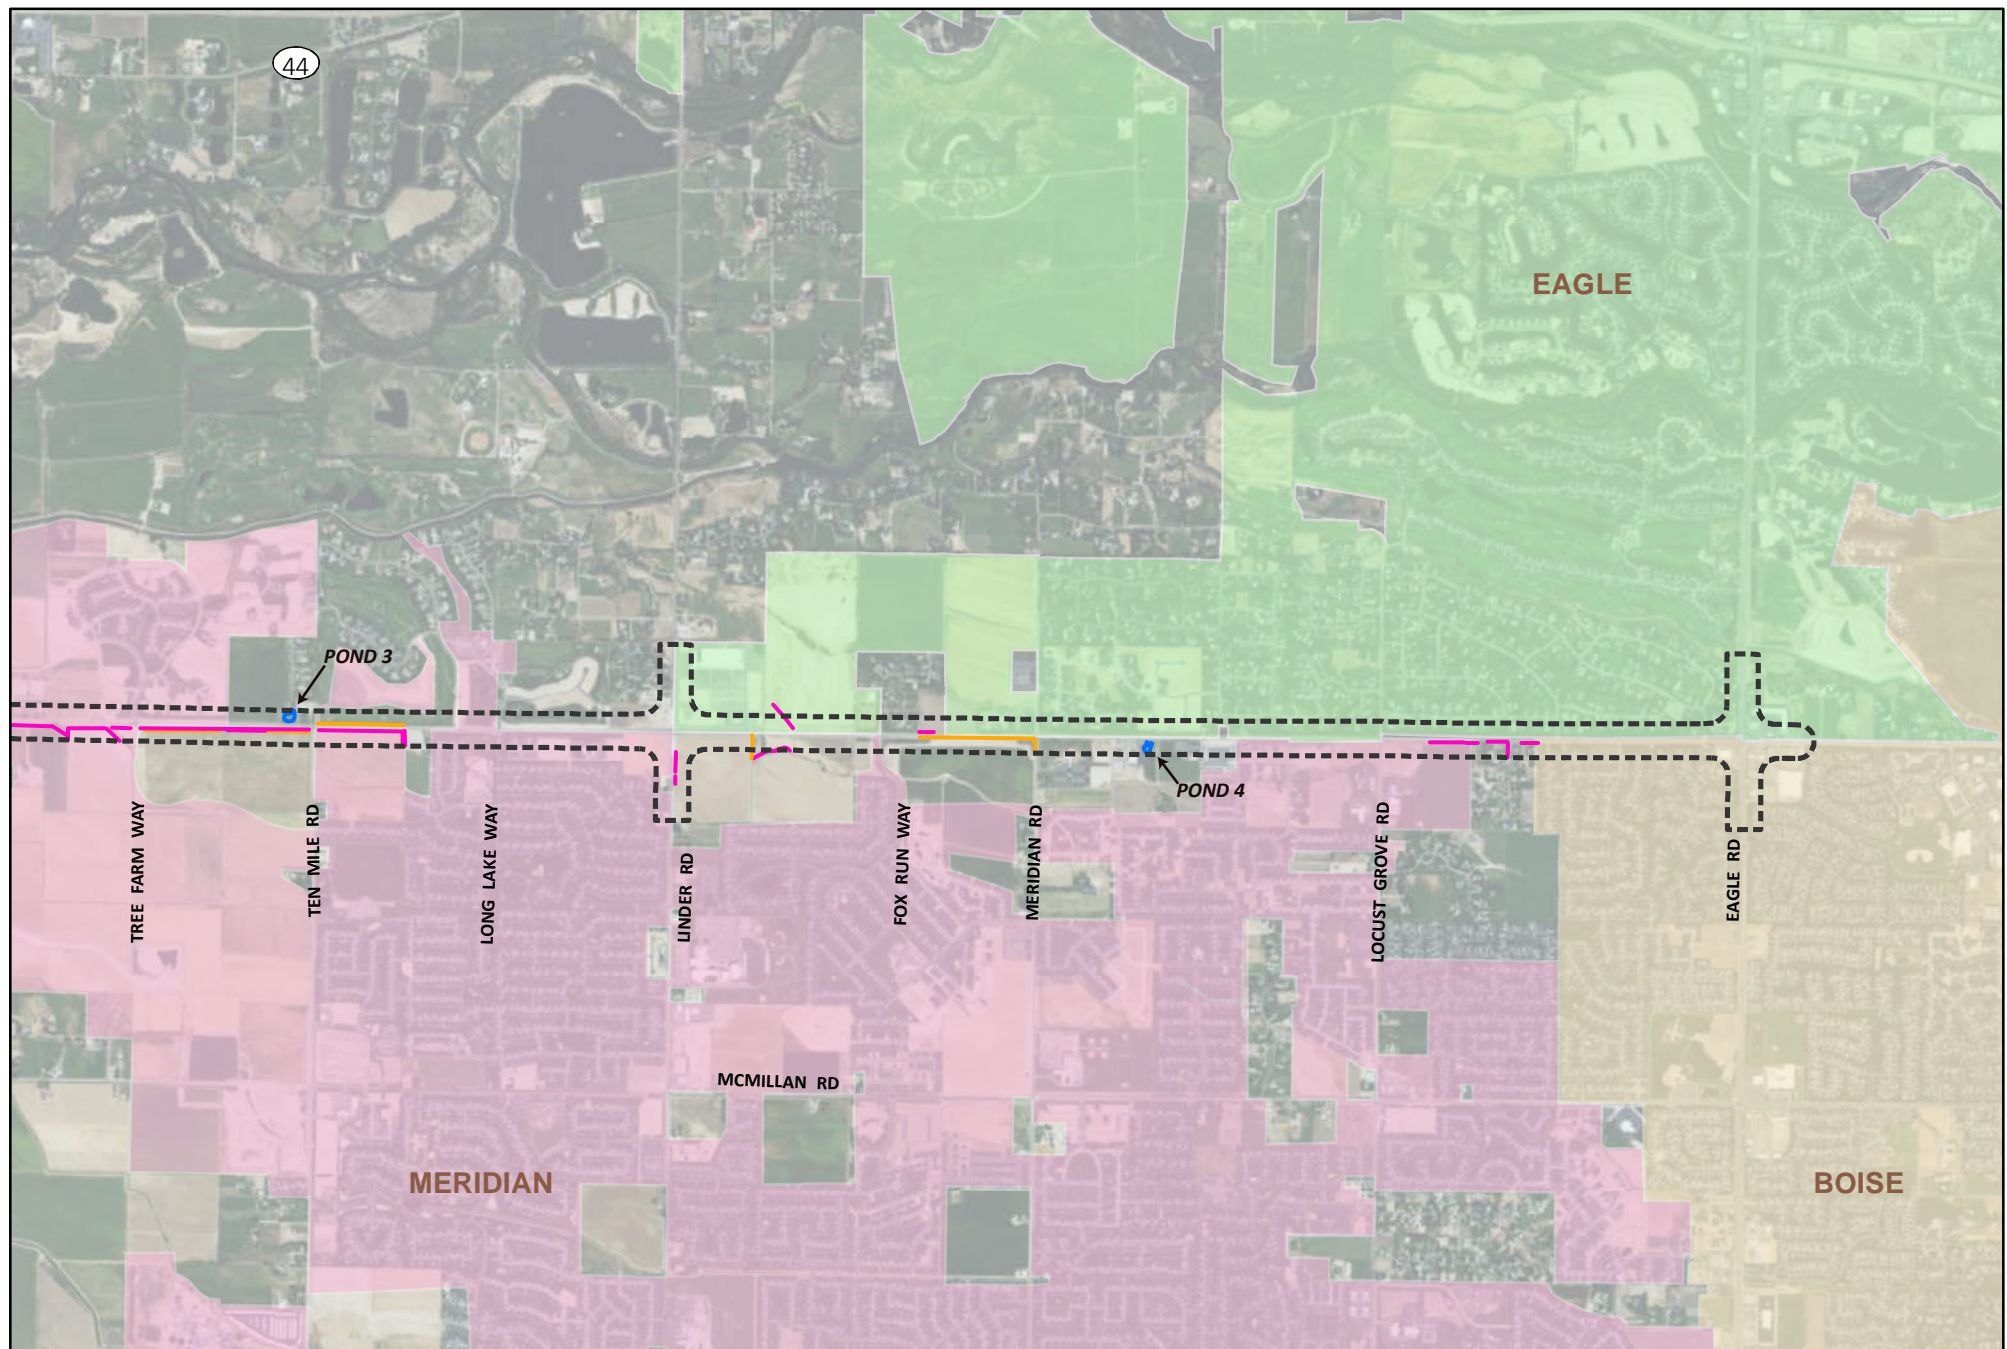 44
EAGLE
POND 3
POND 4
TREE FARM WAY
TEN MILE RD
LONG LAKE WAY
LINDER RD
FOX RUN WAY
MERIDIAN RD
LOCUST GROVE RD
EAGLE RD
MCMILLAN RD
MERIDIAN
BOISE